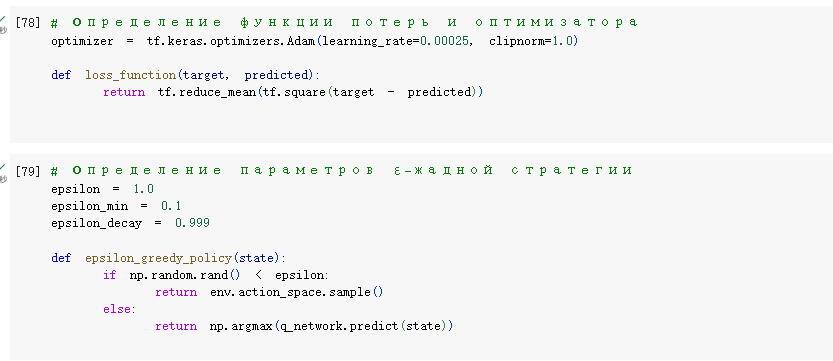 [78] # Определение функции потерь и оптимизатора
optimizer = tf.keras.optimizers.Adam(learning_rate=0.00025, clipnorm=1.0)
def loss_function(target, predicted):
return tf.reduce_mean(tf.square(target - predicted))
[79] # Определение параметров ε-жадной стратегии
epsilon = 1.0
epsilon_min = 0.1
epsilon_decay = 0.999
def epsilon_greedy_policy(state):
if np.random.rand() < epsilon:
return env.action_space.sample()
else:
return np.argmax(q_network.predict(state))